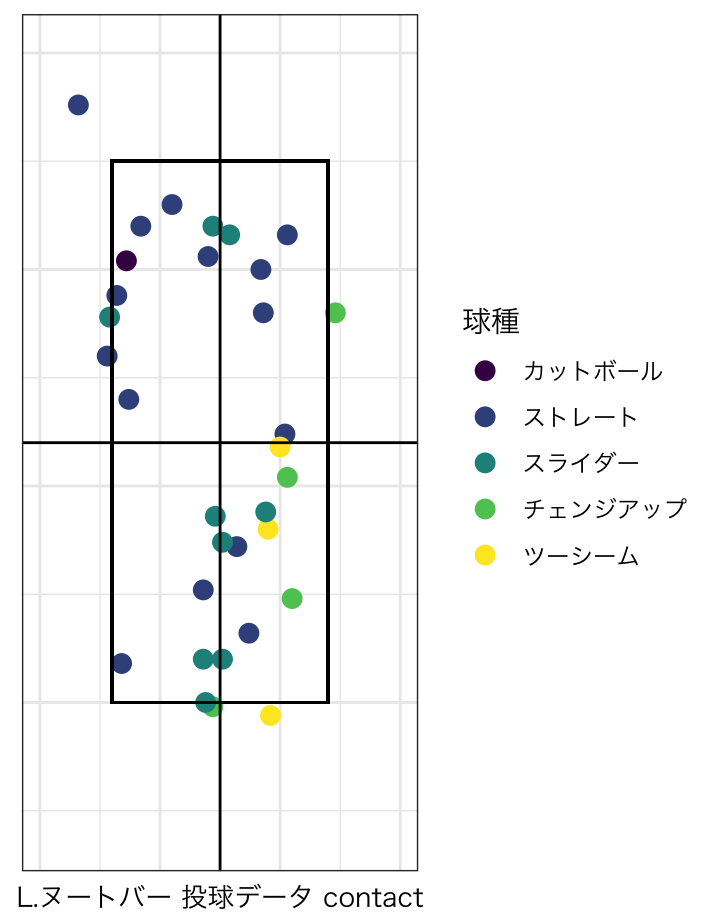 球種
カットボール
ストレート
スライダー
チェンジアップ
ツーシーム
L.ヌートバー 投球データ contact